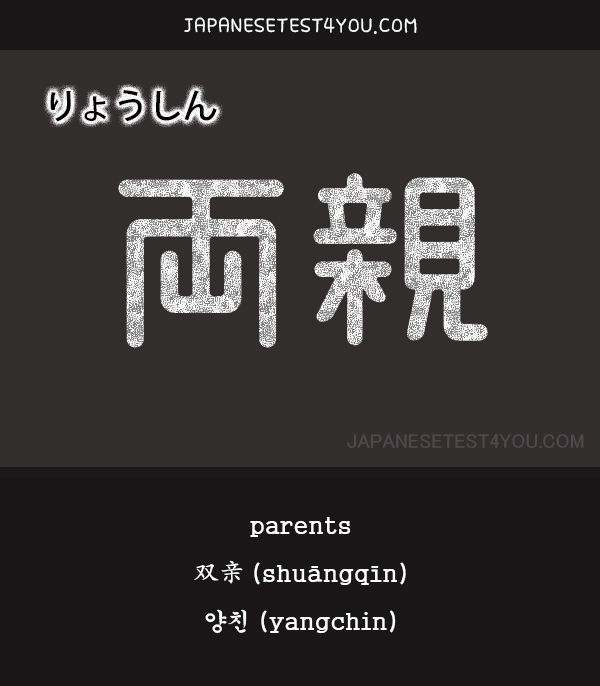 JAPANESETEST4YOU.COM
りょうしん
両親
JAPANESETEST4YOU.COM
parents
双亲 (shuāngqīn)
양친 (yangchin)